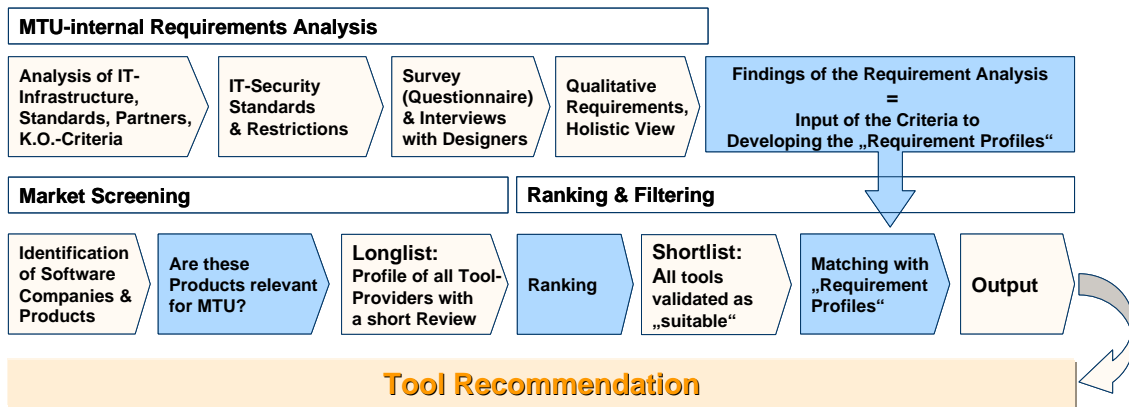 MTU-internal Requirements Analysis
Analysis of IT-
Infrastructure,
Standards, Partners,
K.O.-Criteria
IT-Security
Standards
& Restrictions
Survey
(Questionnaire)
& Interviews
with Designers
Qualitative
Requirements,
Holistic View
Findings of the Requirement Analysis
=
Input of the Criteria to
Developing the „Requirement Profiles“
Market Screening
Ranking & Filtering
Identification
of Software
Companies &
Products
Are these
Products relevant
for MTU?
Longlist:
Profile of all Tool-
Providers with
a short Review
Ranking
Shortlist:
All tools
validated as
„suitable“
Matching with
„Requirement
Profiles“
Output
Tool Recommendation